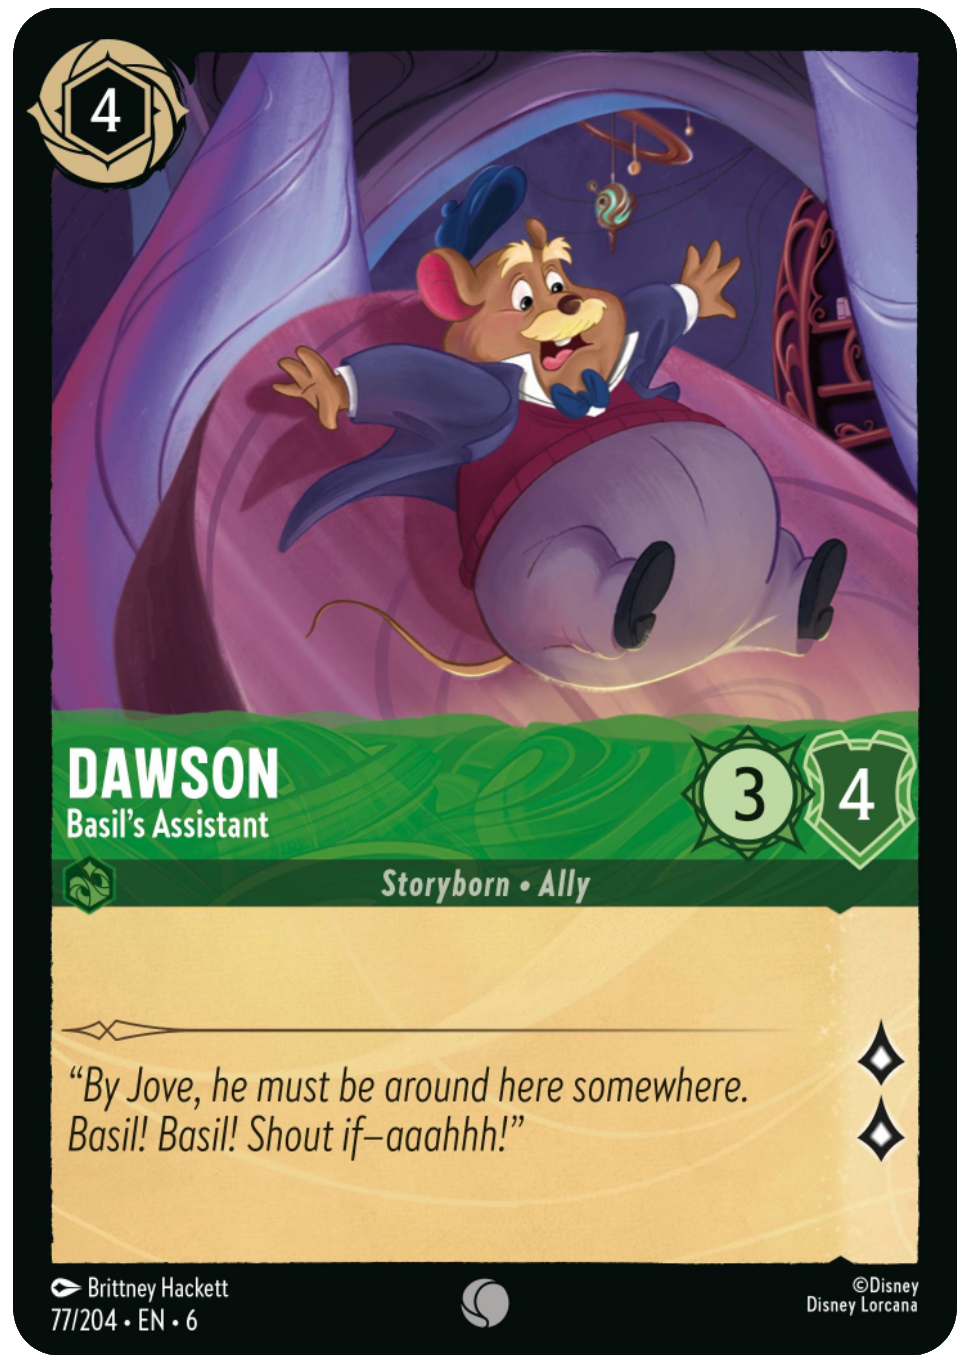 4
DAWSON
Basil's Assistant
3
4
Storyborn • Ally
“By Jove, he must be around here somewhere.
Basil! Basil! Shout if–aaahhh!”
Brittney Hackett
77/204 • EN • 6
©Disney
Disney Lorcana